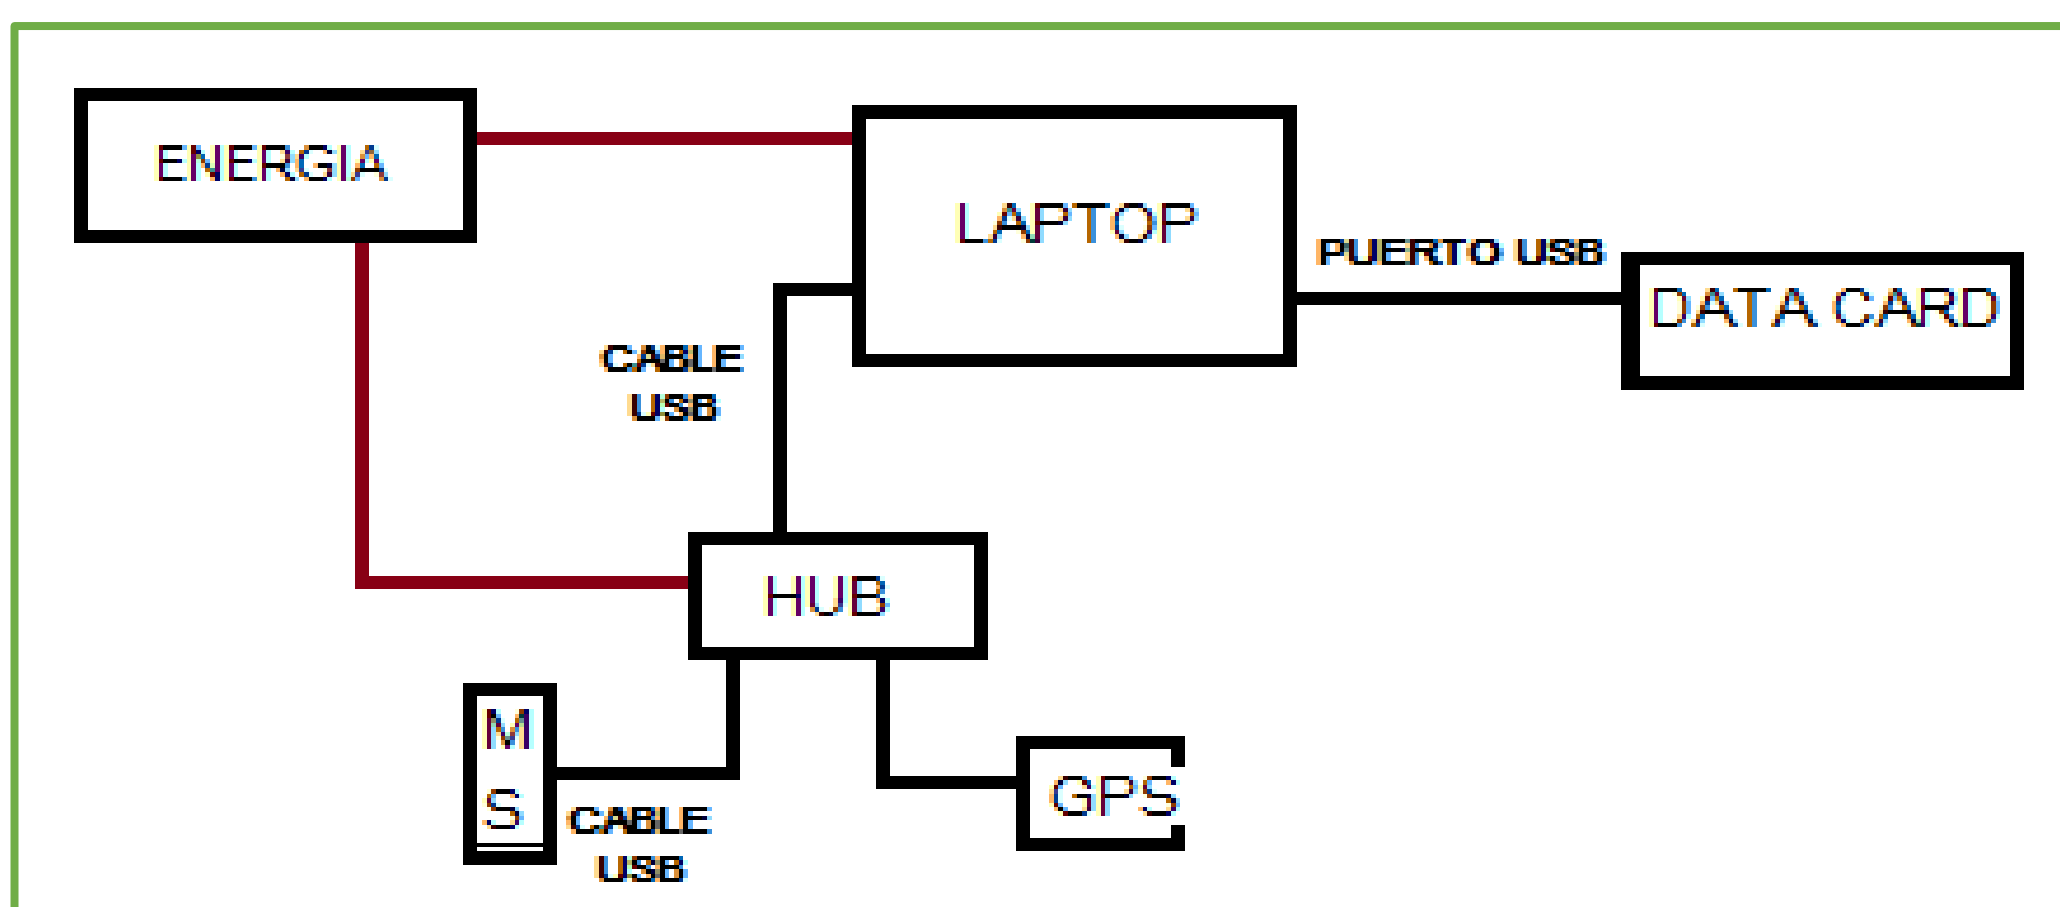 ENERGIA
LAPTOP
PUERTO USB
DATA CARD
CABLE
USB
HUB
M
S
CABLE
USB
GPS